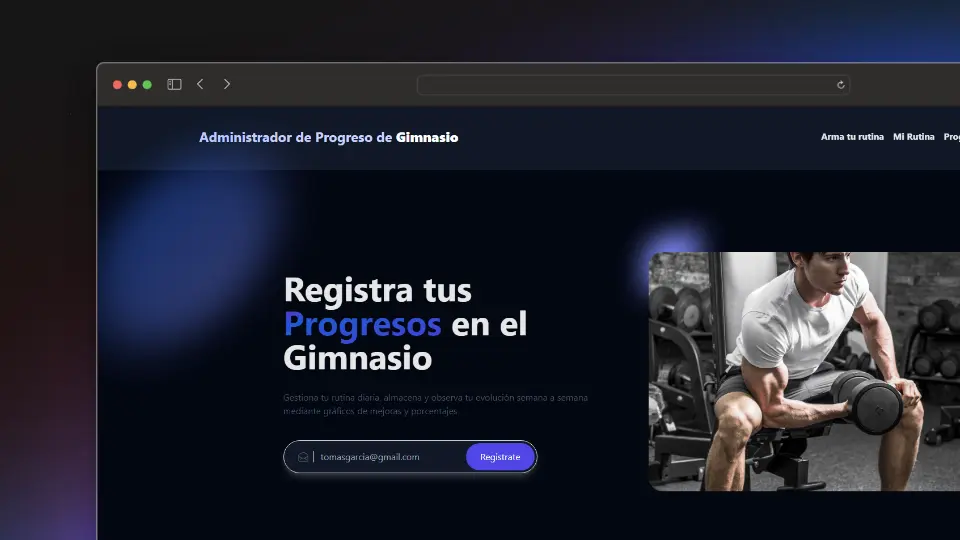 Administrador de Progreso de Gimnasio
Arma tu rutina Mi Rutina
Registra tus
Progresos en el
Gimnasio
Gestiona tu rutina diaria, almacena y observa tu evolución semana a semana
mediante gráficos de mejoras y porcentajes.
tomasgarcia@gmail.com Registrate